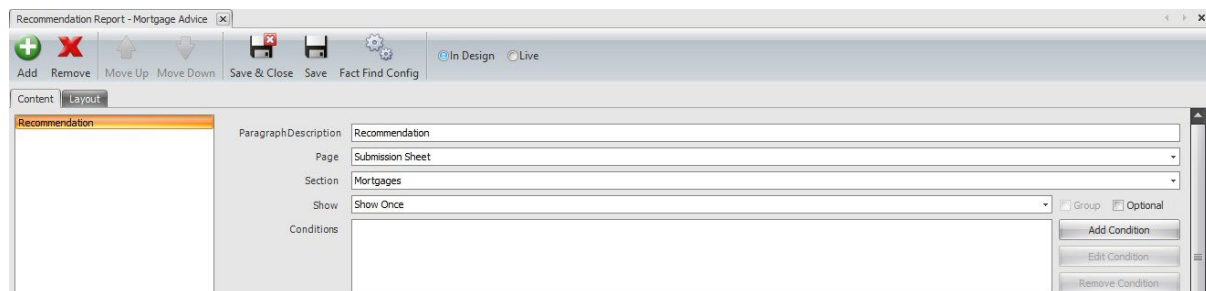 Recommendation Report - Mortgage Advice
Add Remove Move Up Move Down Save & Close Save Fact Find Config In Design Live
Content Layout
Recommendation
ParagraphDescription Recommendation
Page Submission Sheet
Section Mortgages
Show Show Once Group Optional
Conditions Add Condition
Edit Condition
Remove Condition